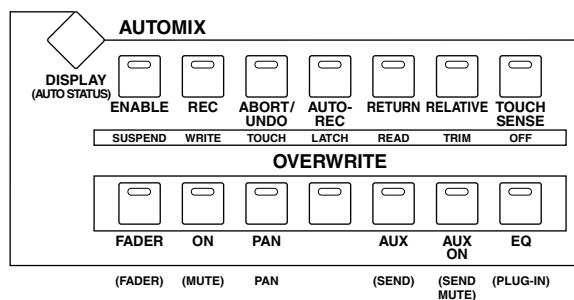 AUTOMIX
DISPLAY
(AUTO STATUS)
ENABLE REC ABORT/ AUTO- RETURN RELATIVE TOUCH
UNDO REC SENSE
SUSPEND WRITE TOUCH LATCH READ TRIM OFF
OVERWRITE
FADER ON PAN AUX AUX EQ
ON
(FADER) (MUTE) PAN (SEND) (SEND (PLUG-IN)
MUTE)